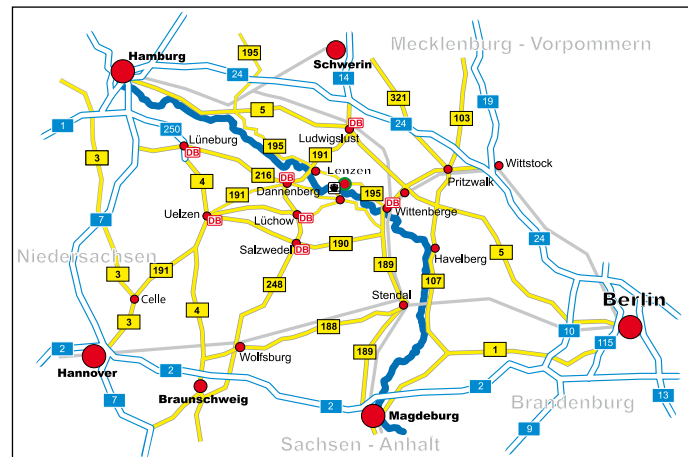 Mecklenburg - Vorpommern
Hamburg
195
Schwerin
24
14
321
19
5
103
1
250
Lüneburg
DB
Ludwigslust
DB
24
3
195
191
Lenzen
Wittstock
216
DB
Pritzwalk
4
191
Dannenberg
195
Uelzen
DB
Lüchow
DB
DB
Wittenberge
7
Niedersachsen
Salzwedel
DB
190
Havelberg
5
24
3
191
189
107
248
Celle
Stendal
3
4
188
10
Berlin
115
2
Hannover
Wolfsburg
189
1
2
7
Braunschweig
2
2
13
Magdeburg
Brandenburg
9
Sachsen - Anhalt